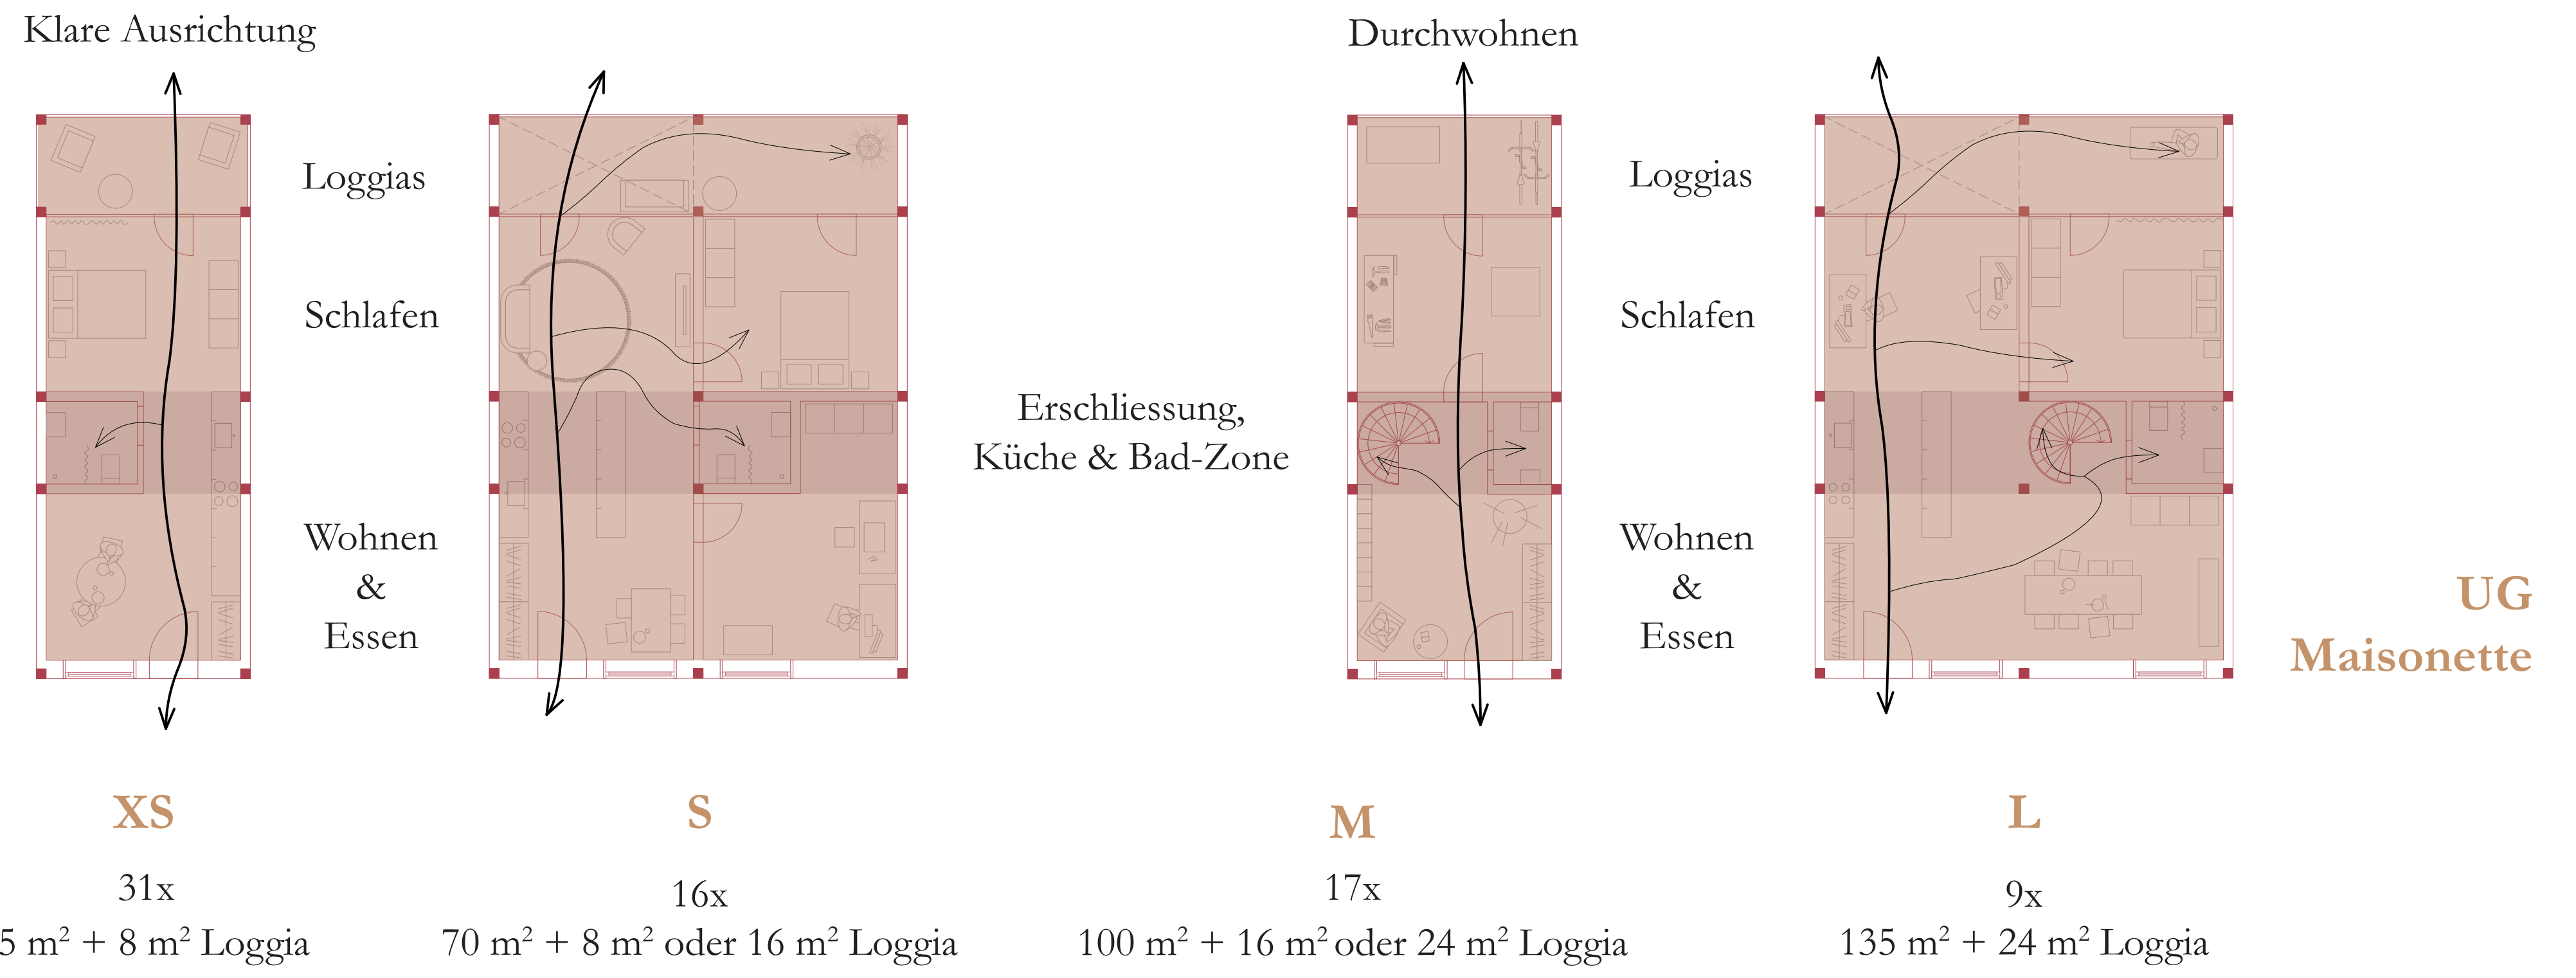 Klare Ausrichtung
Durchwohnen
Loggias
Loggias
Schlafen
Schlafen
Erschliessung,
Küche & Bad-Zone
Wohnen
&
Essen
Wohnen
&
Essen
UG
Maisonette
XS
S
M
L
31x
16x
17x
9x
5 m² + 8 m² Loggia
70 m² + 8 m² oder 16 m² Loggia
100 m² + 16 m² oder 24 m² Loggia
135 m² + 24 m² Loggia